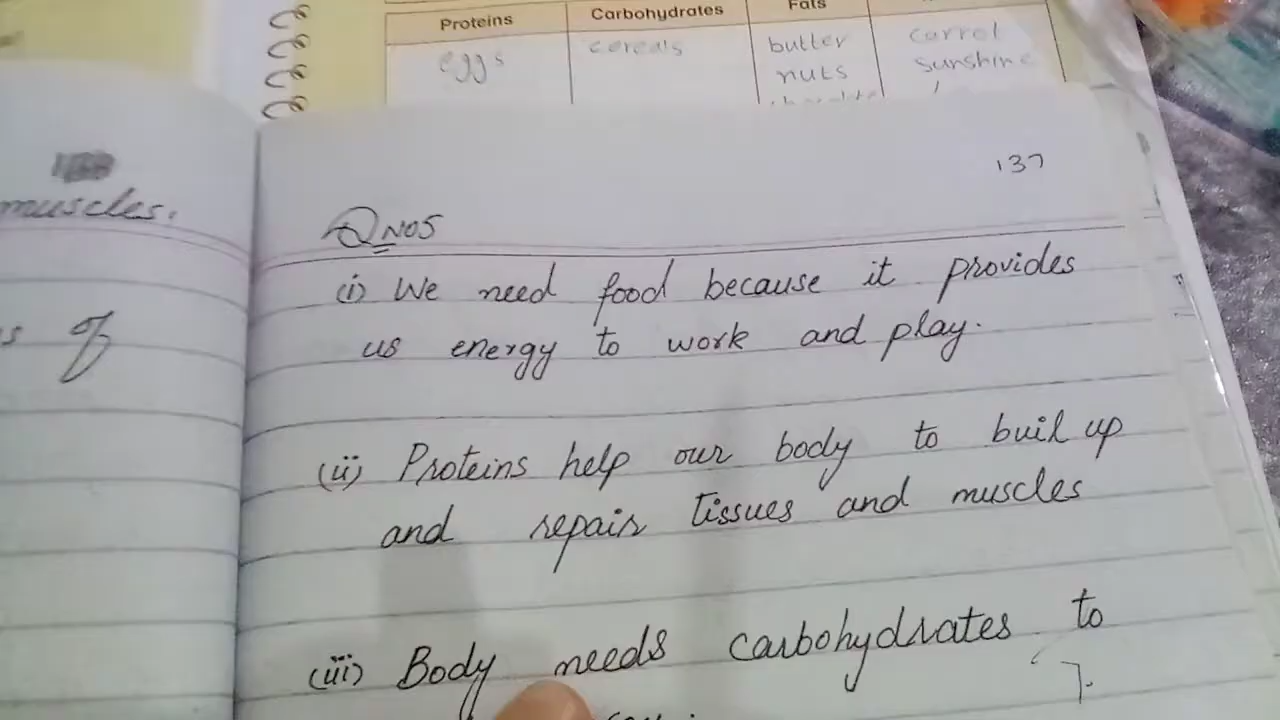 Proteins Carbohydrates Fats
eggs cereals butter carrot
nuts sunshine
137
muscles.
QNO5
(i) We need food because it provides
us energy to work and play.
s of
(ii) Proteins help our body to buil up
and repair tissues and muscles
(iii) Body needs carbohydrates to